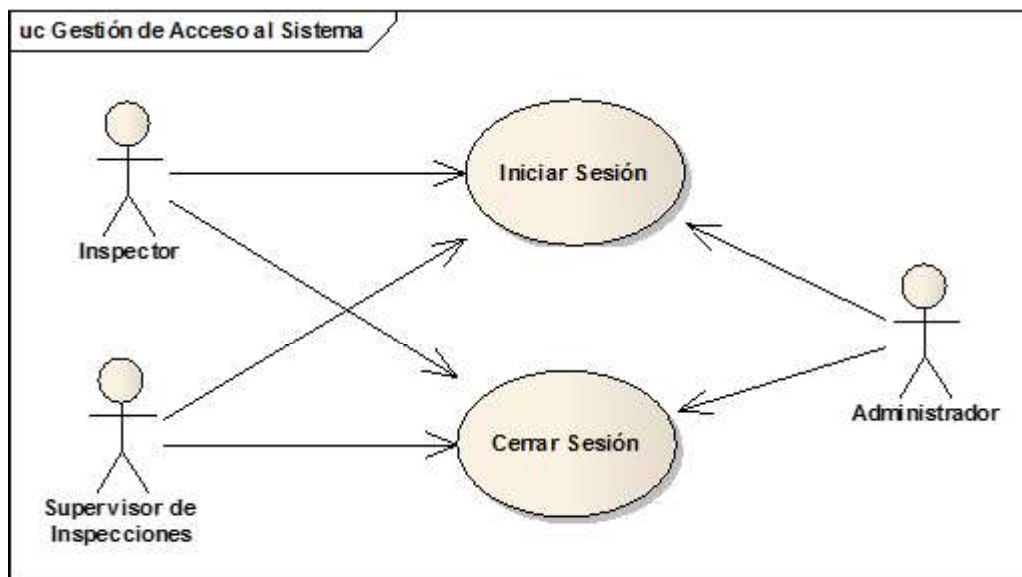 uc Gestión de Acceso al Sistema
Iniciar Sesión
Inspector
Administrador
Cerrar Sesión
Supervisor de
Inspecciones